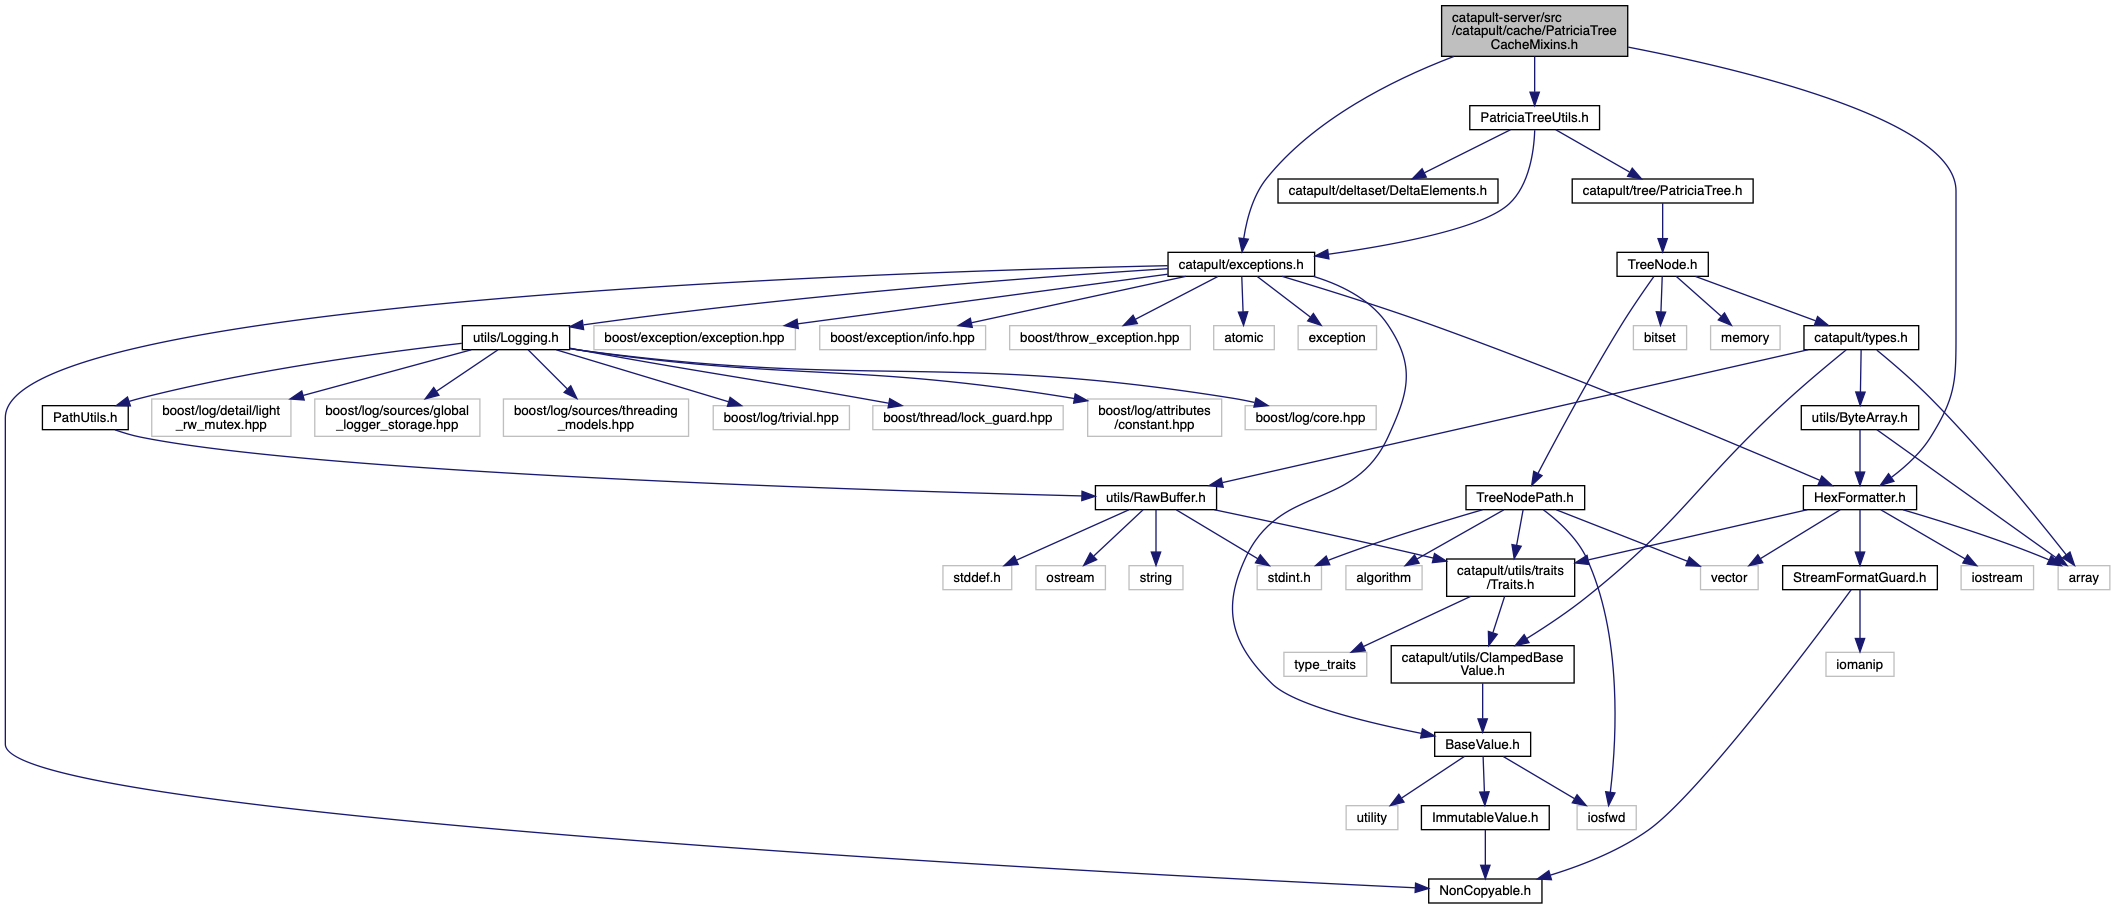 catapult-server/src
/catapult/cache/PatriciaTree
CacheMixins.h
PatriciaTreeUtils.h
catapult/deltaset/DeltaElements.h
catapult/tree/PatriciaTree.h
catapult/exceptions.h
TreeNode.h
utils/Logging.h
boost/exception/exception.hpp
boost/exception/info.hpp
boost/throw_exception.hpp
atomic
exception
bitset
memory
catapult/types.h
PathUtils.h
boost/log/detail/light
_rw_mutex.hpp
boost/log/sources/global
_logger_storage.hpp
boost/log/sources/threading
_models.hpp
boost/log/trivial.hpp
boost/thread/lock_guard.hpp
boost/log/attributes
/constant.hpp
boost/log/core.hpp
utils/ByteArray.h
utils/RawBuffer.h
TreeNodePath.h
HexFormatter.h
stddef.h
ostream
string
stdint.h
algorithm
catapult/utils/traits
/Traits.h
vector
StreamFormatGuard.h
iostream
array
type_traits
catapult/utils/ClampedBase
Value.h
iomanip
BaseValue.h
utility
ImmutableValue.h
iosfwd
NonCopyable.h